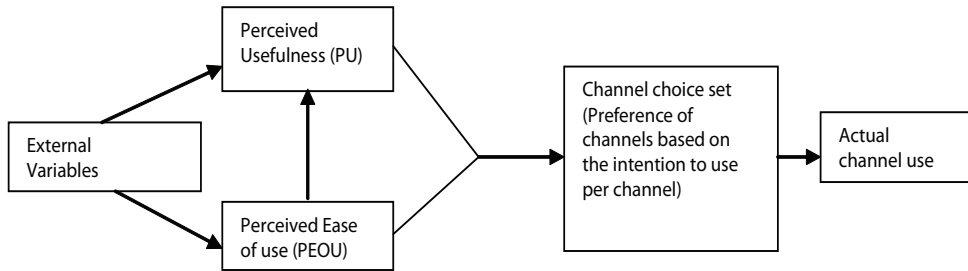 Perceived
Usefulness (PU)
External
Variables
Perceived Ease
of use (PEOU)
Channel choice set
(Preference of
channels based on
the intention to use
per channel)
Actual
channel use